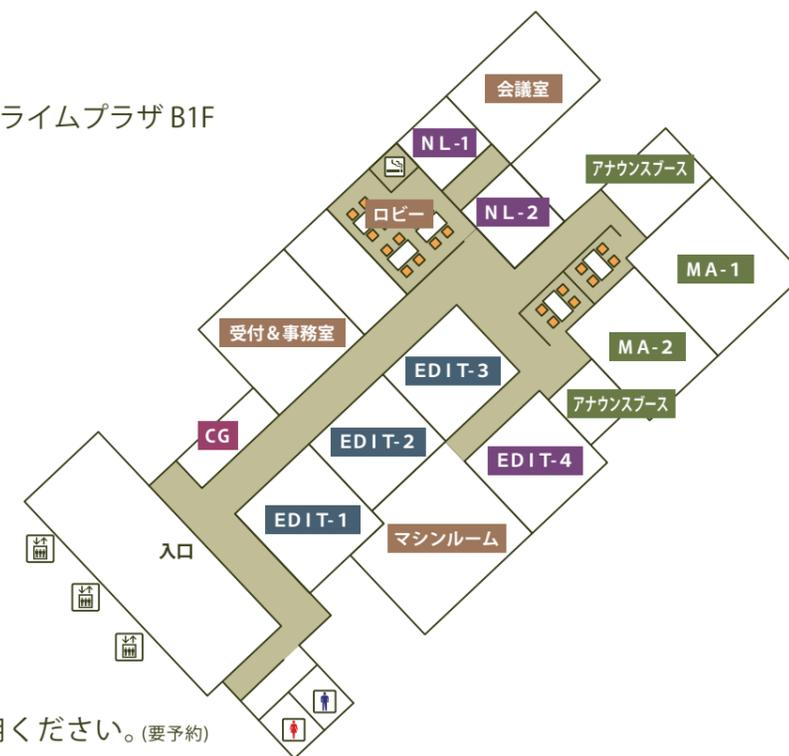 ライムプラザ B1F
会議室
NL-1
アナウンスブース
ロビー
NL-2
MA-1
受付＆事務室
MA-2
EDIT-3
アナウンスブース
CG
EDIT-2
EDIT-4
EDIT-1
マシンルーム
入口
ください。(要予約)